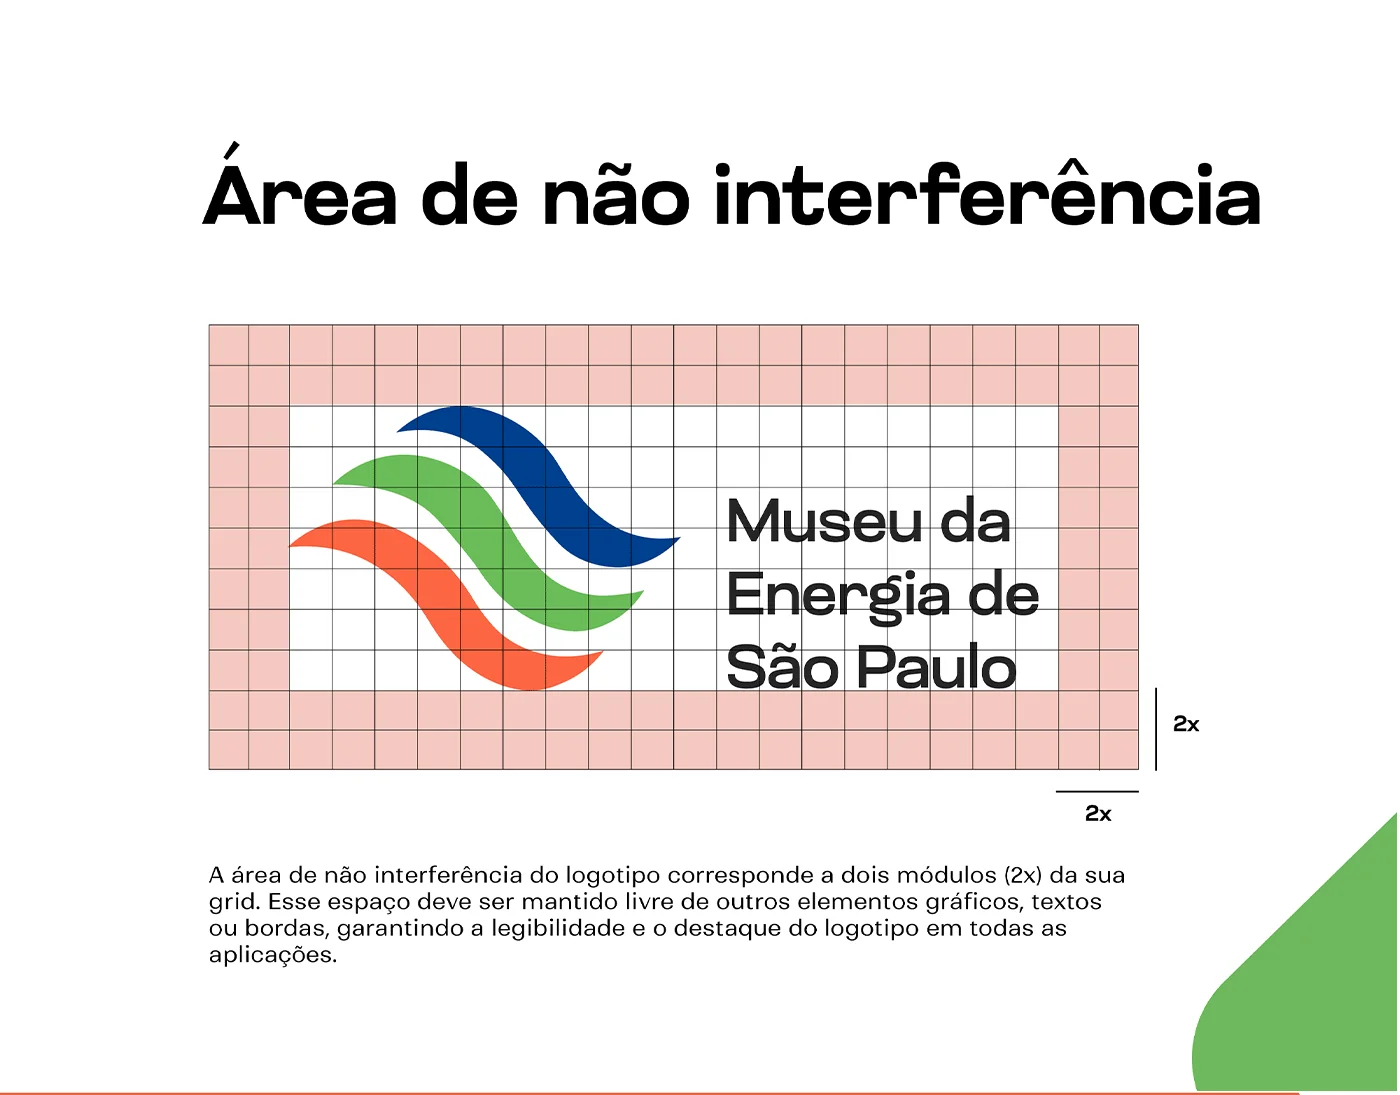 Área de não interferência
Museu da
Energia de
São Paulo
2x
2x
A área de não interferência do logotipo corresponde a dois módulos (2x) da sua
grid. Esse espaço deve ser mantido livre de outros elementos gráficos, textos
ou bordas, garantindo a legibilidade e o destaque do logotipo em todas as
aplicações.